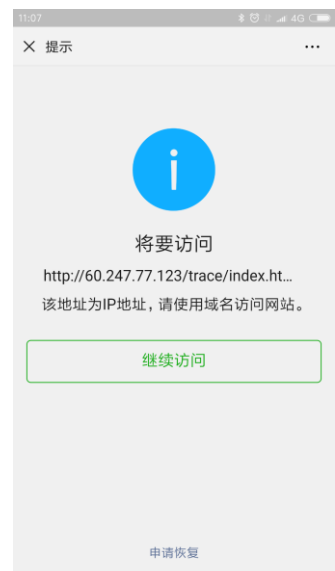 11:07
4G
提示
...
i
将要访问
http://60.247.77.123/trace/index.ht...
该地址为IP地址，请使用域名访问网站。
继续访问
申请恢复